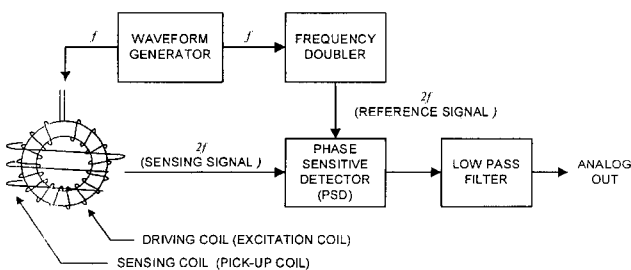 f
WAVEFORM
GENERATOR
f
FREQUENCY
DOUBLER
2f
(REFERENCE SIGNAL )
2f
(SENSING SIGNAL )
PHASE
SENSITIVE
DETECTOR
(PSD)
LOW PASS
FILTER
ANALOG
OUT
DRIVING COIL (EXCITATION COIL)
SENSING COIL (PICK-UP COIL)